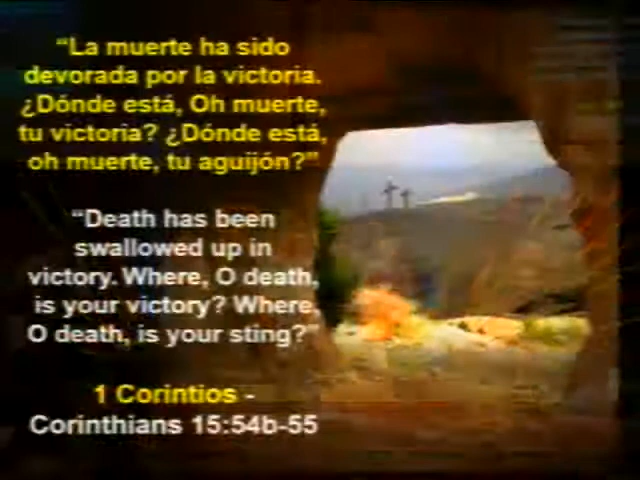 “La muerte ha sido
devorada por la victoria.
¿Dónde está, Oh muerte,
tu victoria? ¿Dónde está,
oh muerte, tu aguijón?”
“Death has been
swallowed up in
victory. Where, O death,
is your victory? Where,
O death, is your sting?”
1 Corintios -
Corinthians 15:54b-55